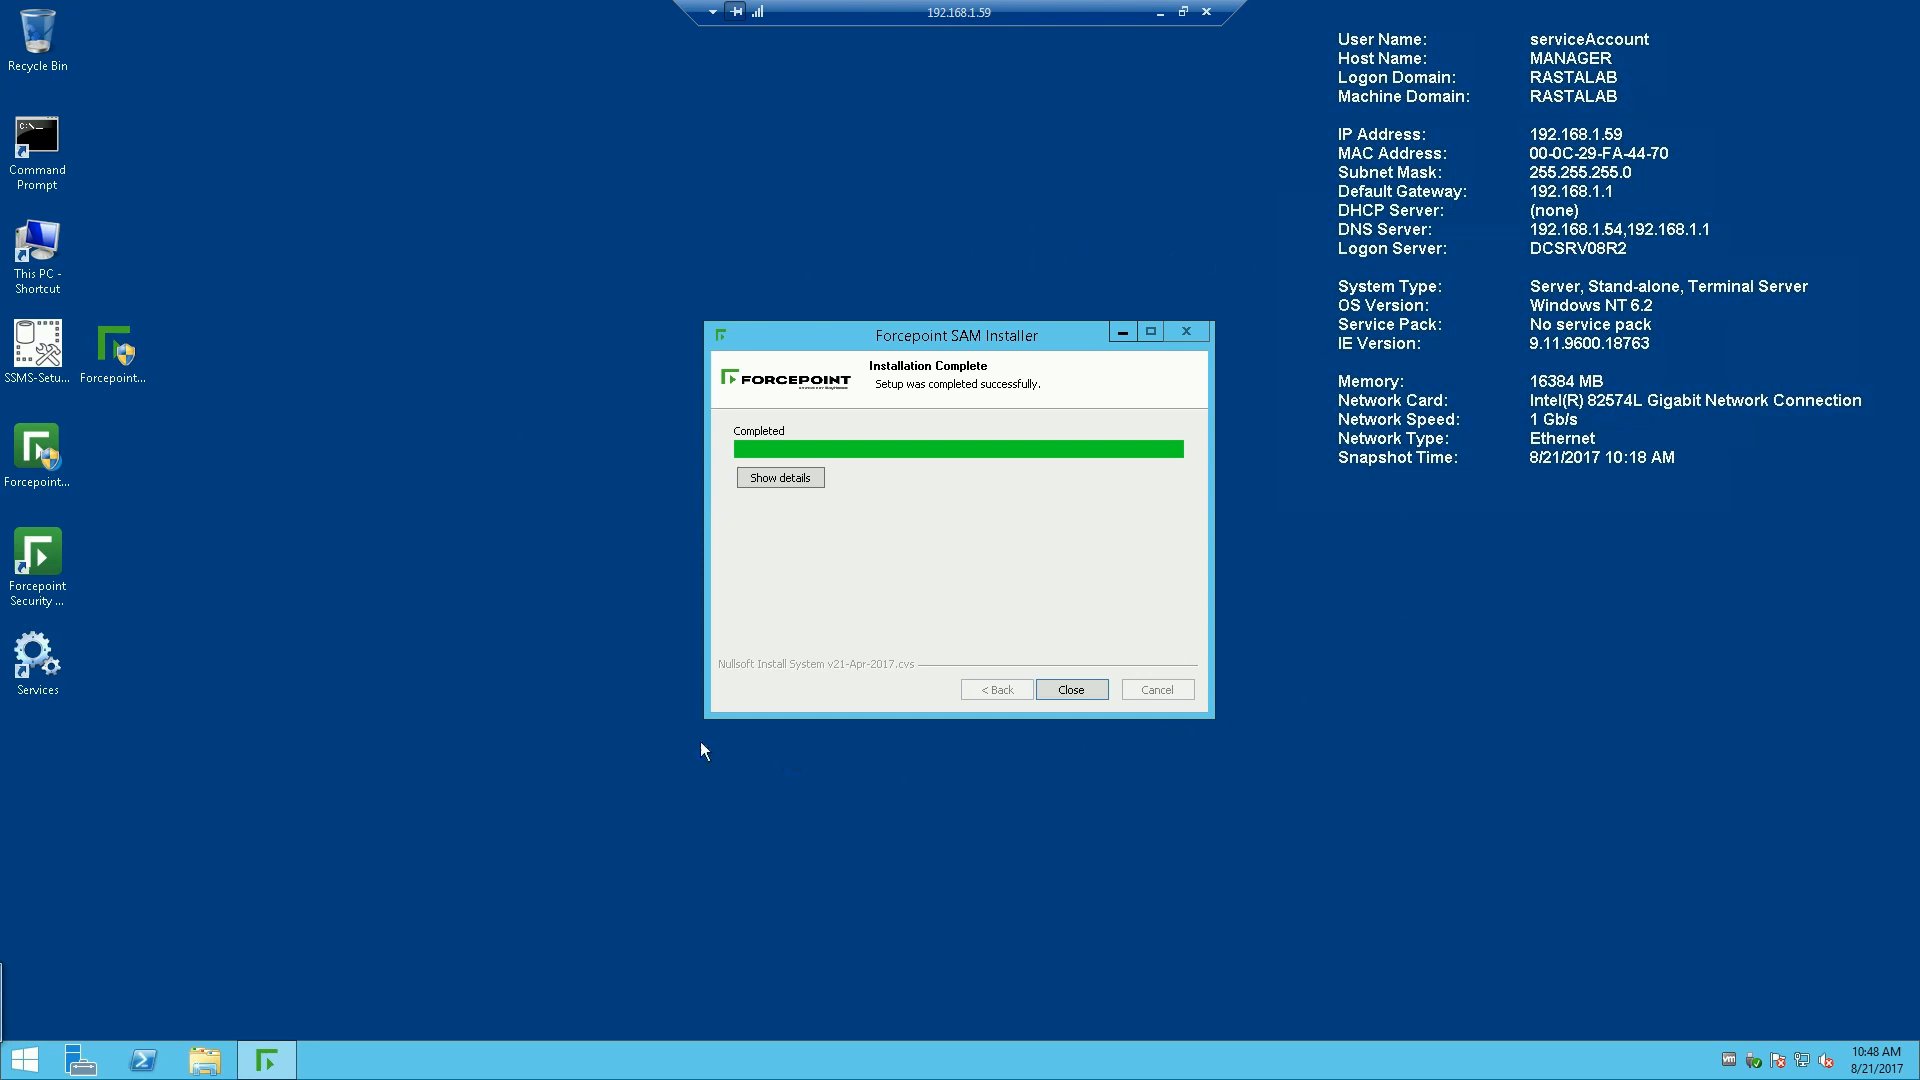 192.168.1.59
Recycle Bin
Command
Prompt
This PC -
Shortcut
SSMS-Setu...
Forcepoint...
Forcepoint...
Forcepoint
Security ...
Services
User Name: serviceAccount
Host Name: MANAGER
Logon Domain: RASTALAB
Machine Domain: RASTALAB
IP Address: 192.168.1.59
MAC Address: 00-0C-29-FA-44-70
Subnet Mask: 255.255.255.0
Default Gateway: 192.168.1.1
DHCP Server: (none)
DNS Server: 192.168.1.54,192.168.1.1
Logon Server: DCSRV08R2
System Type: Server, Stand-alone, Terminal Server
OS Version: Windows NT 6.2
Service Pack: No service pack
IE Version: 9.11.9600.18763
Memory: 16384 MB
Network Card: Intel(R) 82574L Gigabit Network Connection
Network Speed: 1 Gb/s
Network Type: Ethernet
Snapshot Time: 8/21/2017 10:18 AM
Forcepoint SAM Installer
FORCEPOINT
Installation Complete
Setup was completed successfully.
Completed
Show details
Nullsoft Install System v21-Apr-2017.cvs
< Back
Close
Cancel
10:48 AM
8/21/2017